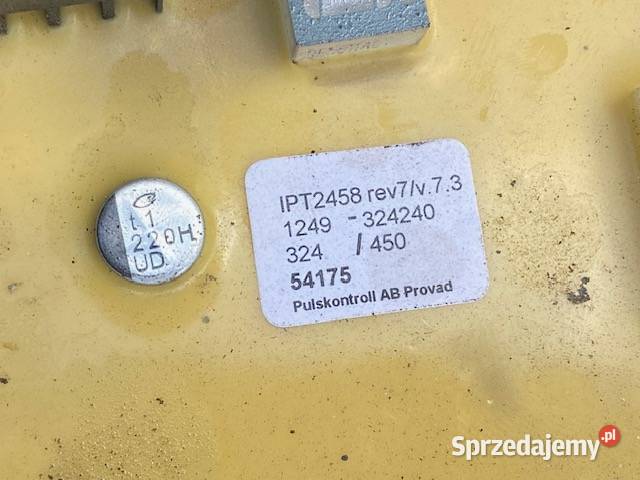 IPT2458 rev7/v.7.3
1249 - 324240
324 / 450
54175
Pulskontroll AB Provad
t1
220H
UD
Sprzedajemy.pl